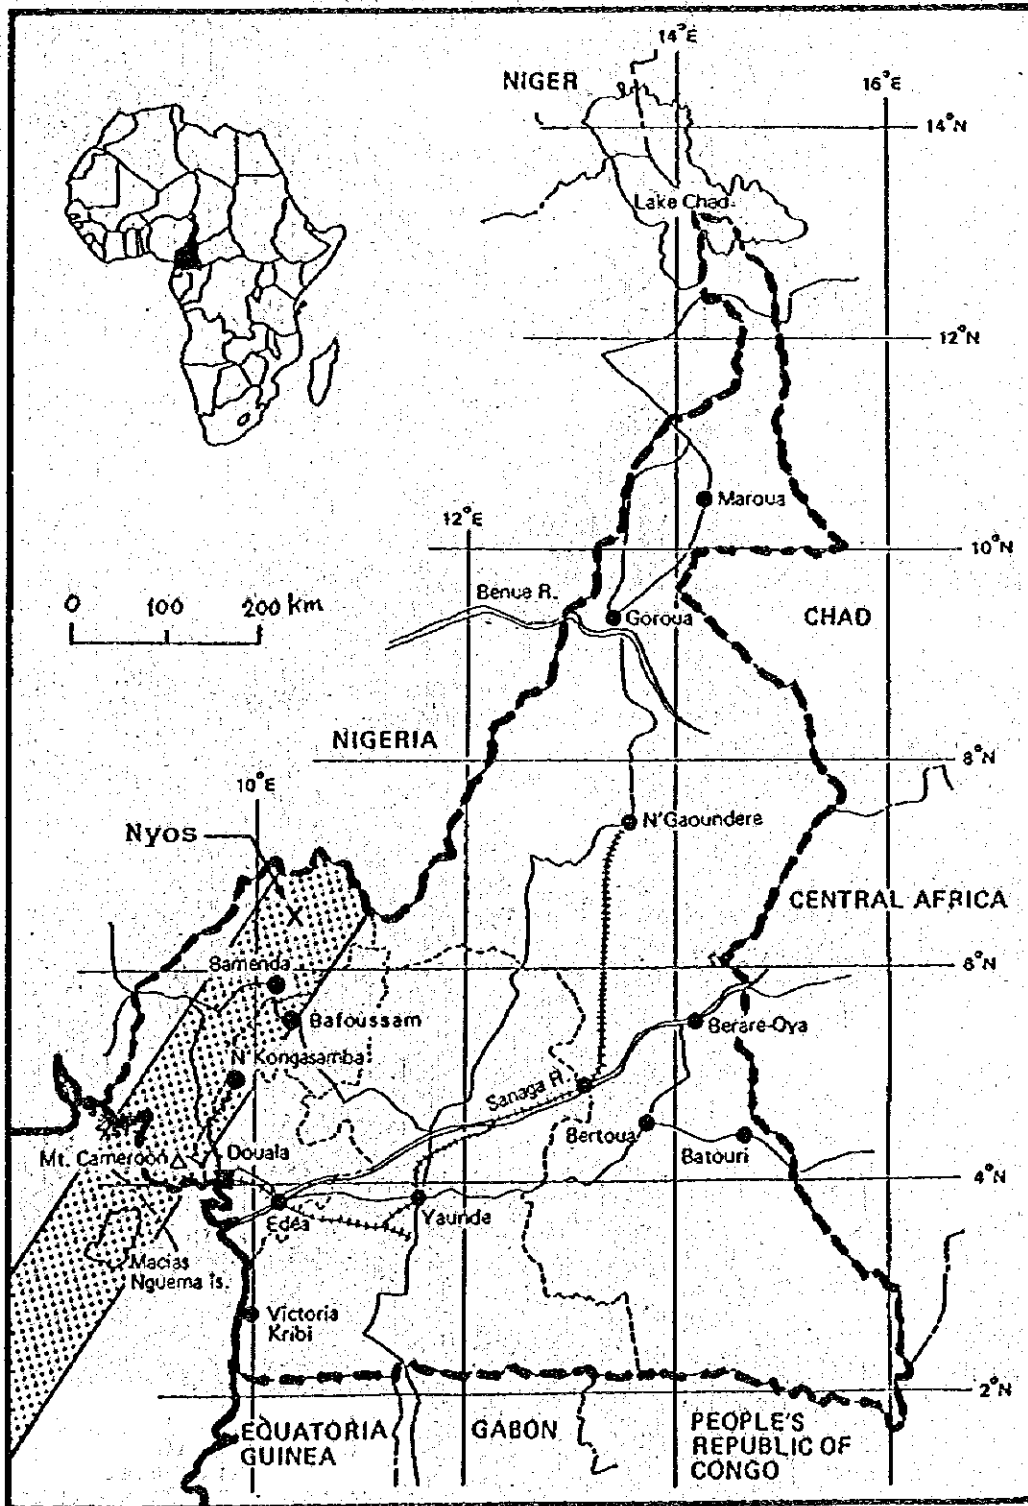 14°E
NIGER
16°E
14°N
Lake Chad
12°N
Maroua
12°E
10°N
0 100 200 km
Benue R.
Goroua
CHAD
NIGERIA
8°N
10°E
Nyos
N'Gaoundere
X
CENTRAL AFRICA
Bamenda
6°N
Bafoussam
Berare-Oya
N'Kongasamba
Sanaga R.
Bertoua
Batouri
Mt. Cameroon
Douala
4°N
Edéa
Yaunde
Macias
Nguema Is.
Victoria
Kribi
2°N
EQUATORIA
GUINEA
GABON
PEOPLE'S
REPUBLIC OF
CONGO